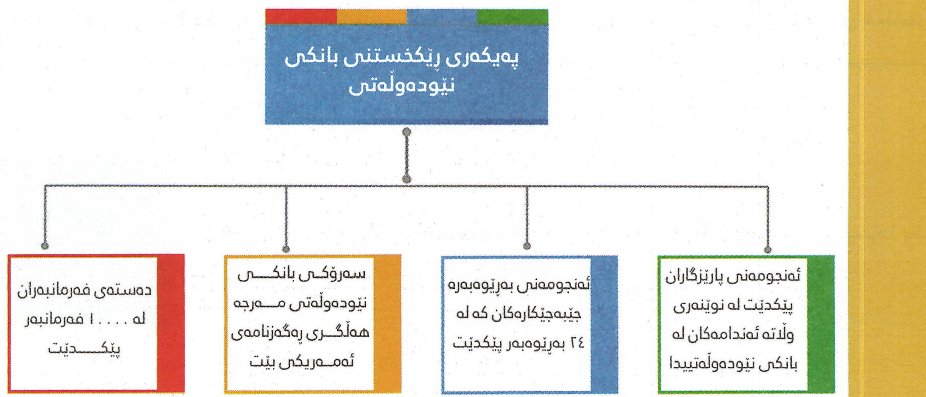 پەیکەری ڕێکخستنی بانکی
نێودەوڵەتی
ئەنجومەنی پارێزگاران
پێکدێت لە نوێنەری
وڵاتە ئەندامەکان لە
بانکی نێودەوڵەتییدا
ئەنجومەنی بەڕێوەبەرە
جێبەجێکارەکان کە لە
٢٤ بەڕێوەبەر پێکدێت
سەرۆکی بانکی
نێودەوڵەتی مەرجە
هەڵگری ڕەگەزنامەی
ئەمەریکی بێت
دەستەی فەرمانبەران
لە ١٠٠٠٠ فەرمانبەر
پێکدێت